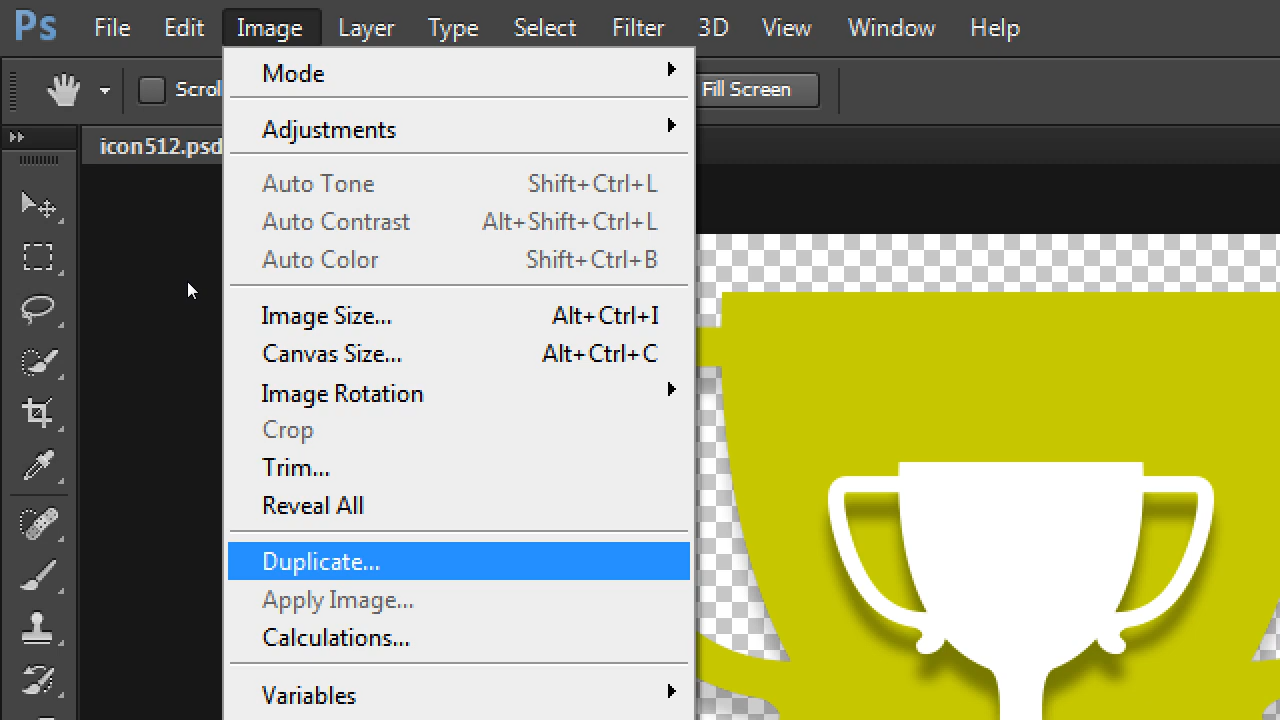 Ps File Edit Image Layer Type Select Filter 3D View Window Help
Scrol Fill Screen
icon512.psd
Mode
Adjustments
Auto Tone Shift+Ctrl+L
Auto Contrast Alt+Shift+Ctrl+L
Auto Color Shift+Ctrl+B
Image Size... Alt+Ctrl+I
Canvas Size... Alt+Ctrl+C
Image Rotation
Crop
Trim...
Reveal All
Duplicate...
Apply Image...
Calculations...
Variables